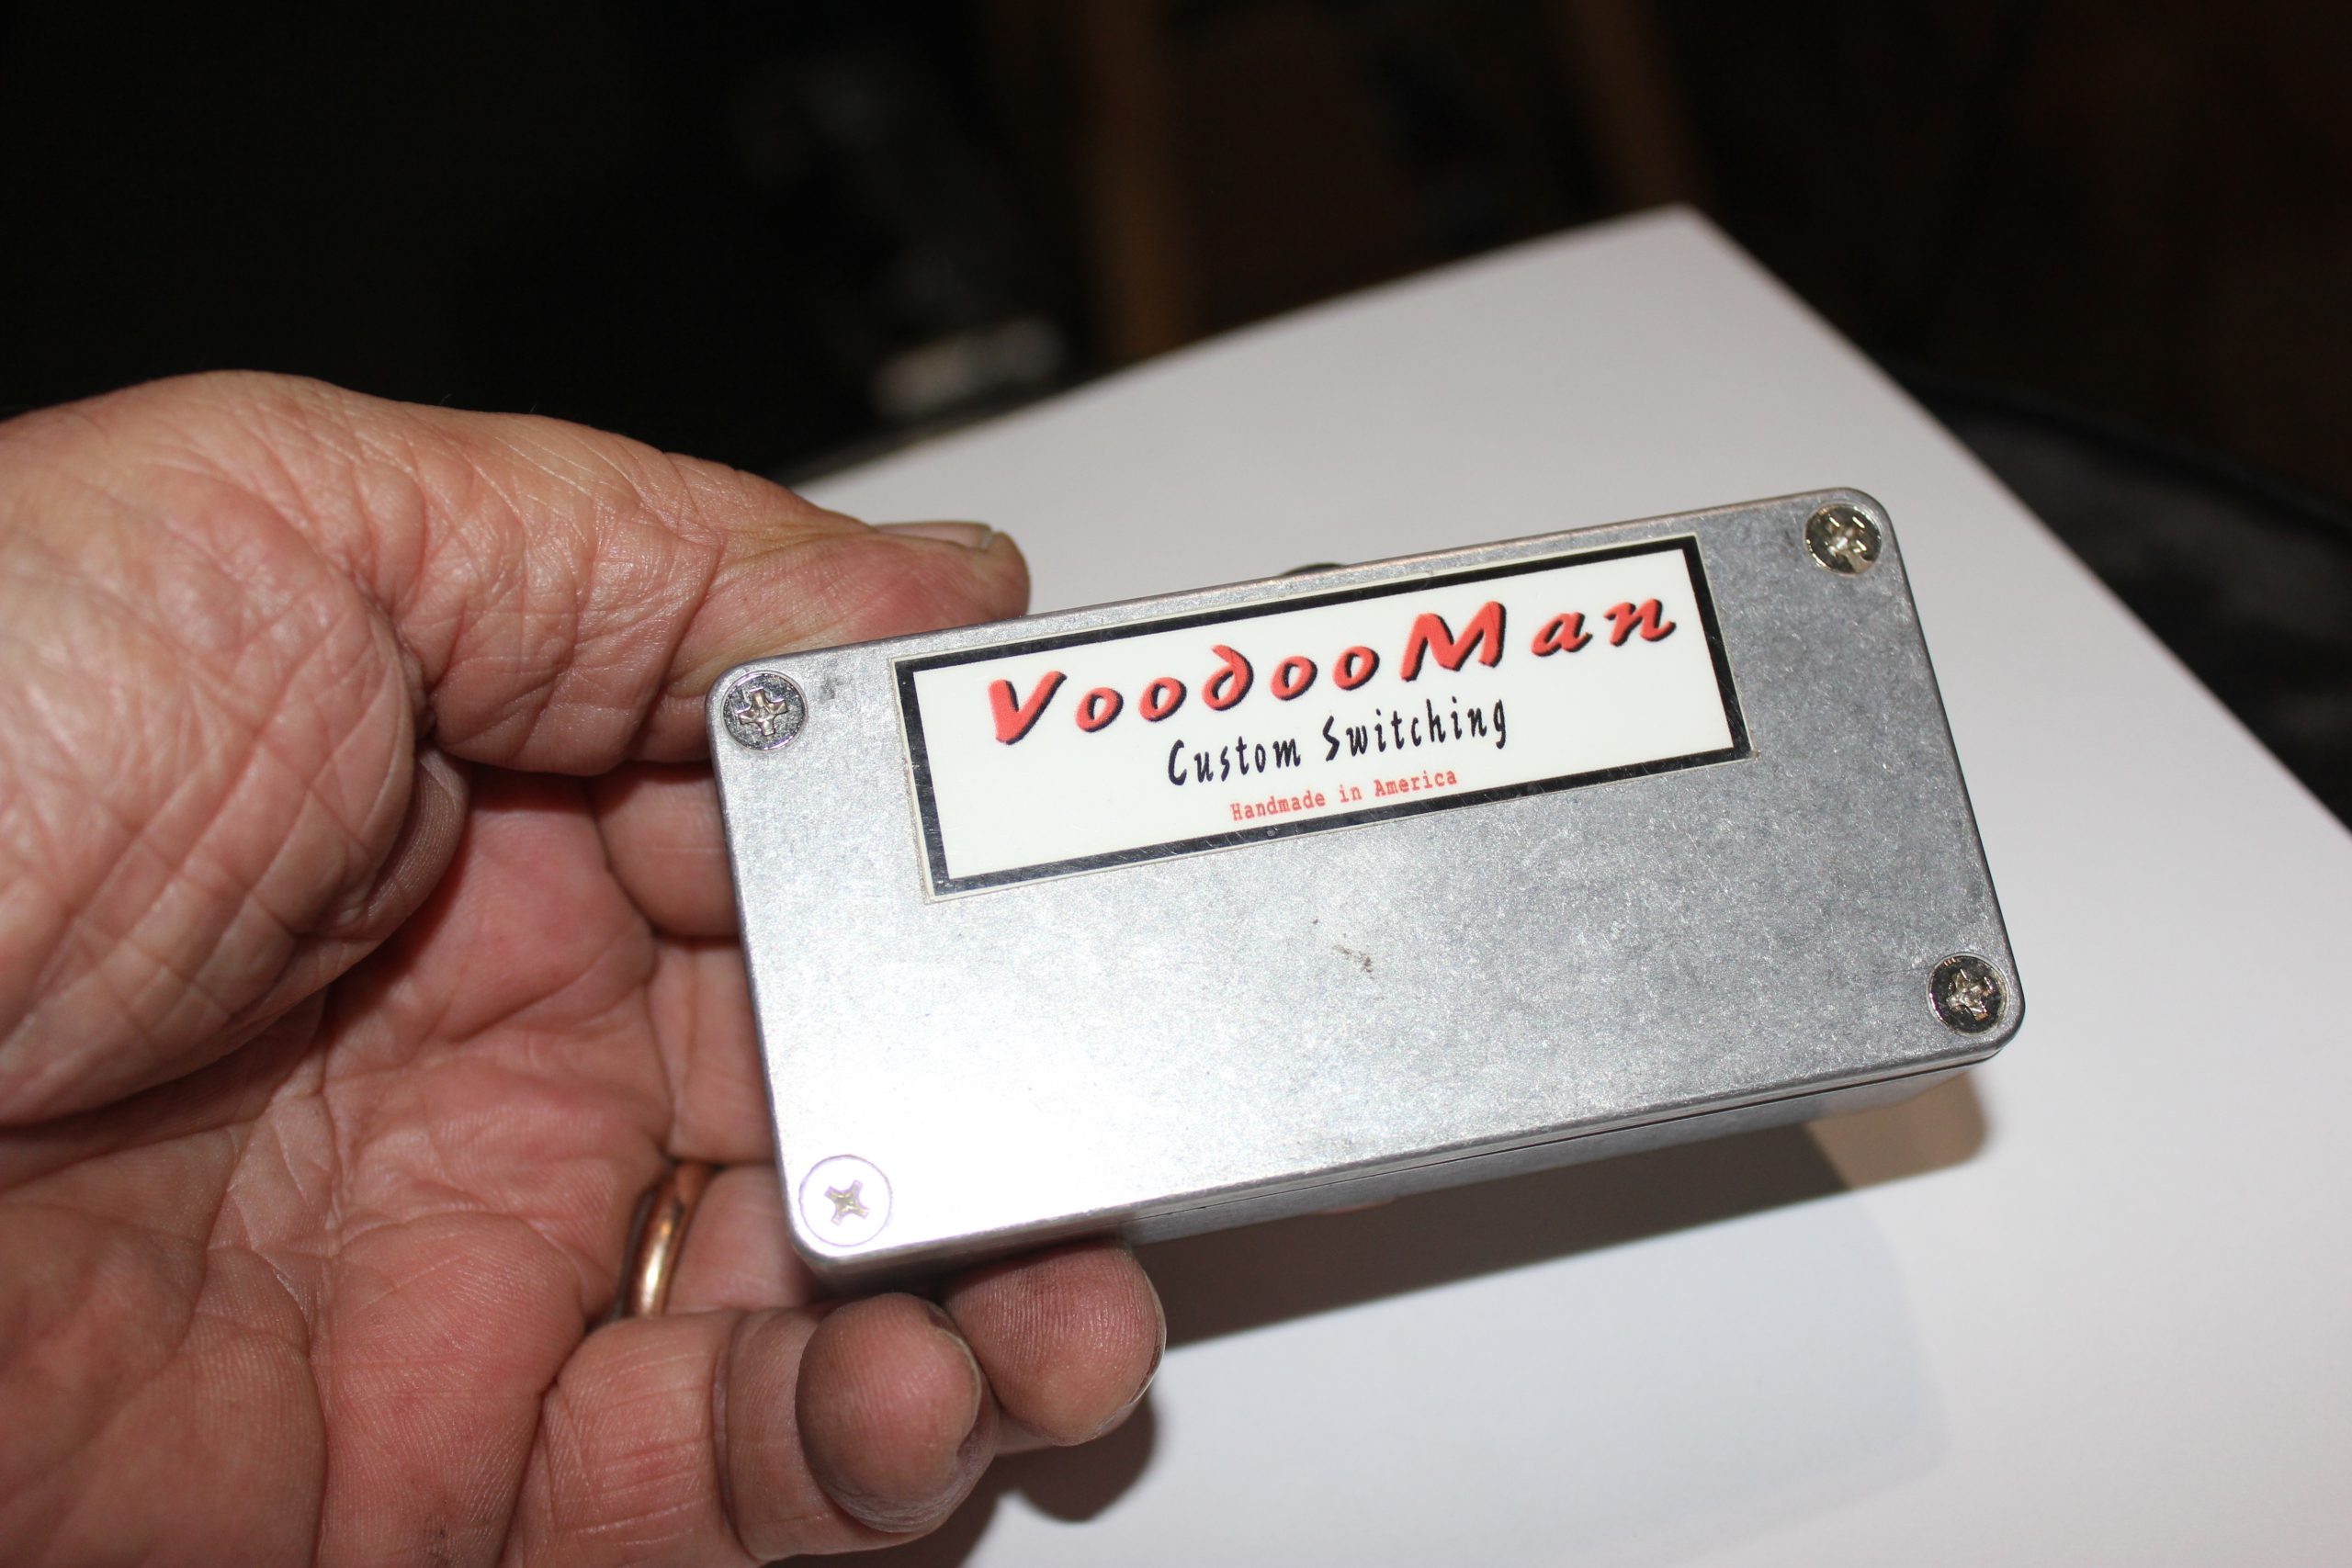 VoodooMan
Custom Switching
Handmade in America